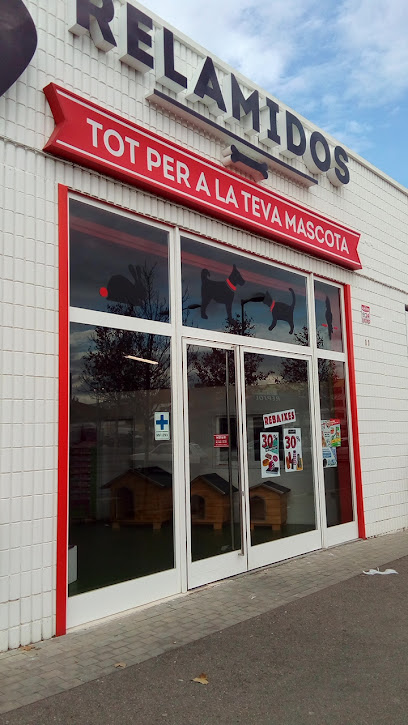 RELAMIDOS
TOT PER A LA TEVA MASCOTA
REBAIXES
30%
30%